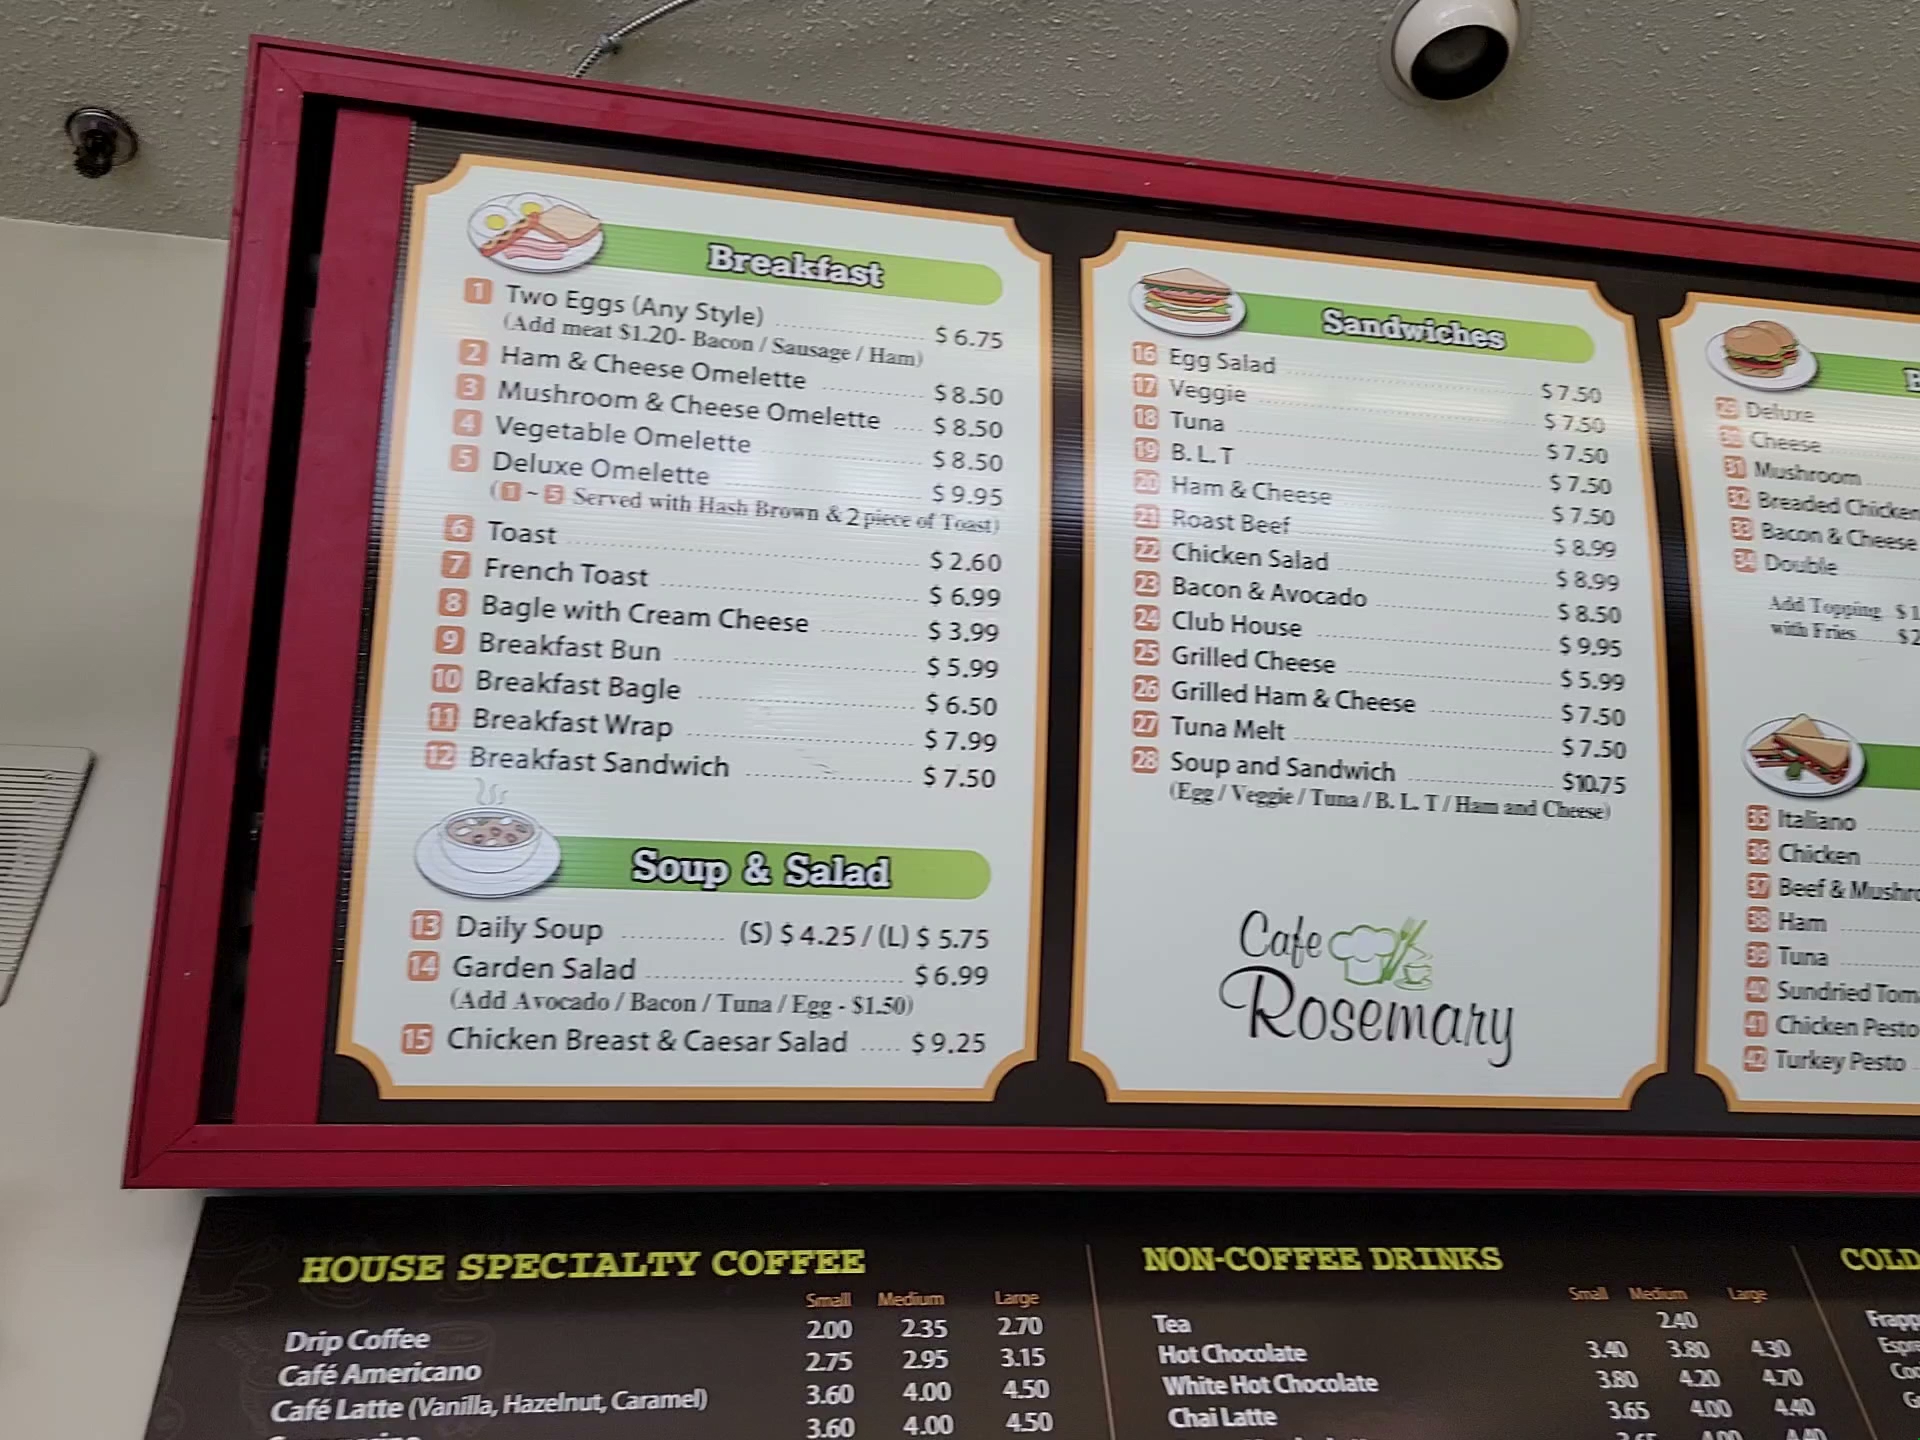 Breakfast
1 Two Eggs (Any Style) $ 6.75
(Add meat $1.20- Bacon / Sausage / Ham)
2 Ham & Cheese Omelette $ 8.50
3 Mushroom & Cheese Omelette $ 8.50
4 Vegetable Omelette $ 8.50
5 Deluxe Omelette $ 9.95
(1 ~ 5 Served with Hash Brown & 2 piece of Toast)
6 Toast $ 2.60
7 French Toast $ 6.99
8 Bagle with Cream Cheese $ 3.99
9 Breakfast Bun $ 5.99
10 Breakfast Bagle $ 6.50
11 Breakfast Wrap $ 7.99
12 Breakfast Sandwich $ 7.50
Soup & Salad
13 Daily Soup (S) $ 4.25 / (L) $ 5.75
14 Garden Salad $ 6.99
(Add Avocado / Bacon / Tuna / Egg - $1.50)
15 Chicken Breast & Caesar Salad $ 9.25
Sandwiches
16 Egg Salad $ 7.50
17 Veggie $ 7.50
18 Tuna $ 7.50
19 B. L. T $ 7.50
20 Ham & Cheese $ 7.50
21 Roast Beef $ 8.99
22 Chicken Salad $ 8.99
23 Bacon & Avocado $ 8.50
24 Club House $ 9.95
25 Grilled Cheese $ 5.99
26 Grilled Ham & Cheese $ 7.50
27 Tuna Melt $ 7.50
28 Soup and Sandwich $10.75
(Egg / Veggie / Tuna / B. L. T / Ham and Cheese)
Cafe
Rosemary
29 Deluxe
30 Cheese
31 Mushroom
32 Breaded Chicken
33 Bacon & Cheese
34 Double
Add Topping
with Fries
35 Italiano
36 Chicken
37 Beef &
38 Ham
39 Tuna
40 Sundried
41 Chicken Pesto
42 Turkey Pesto
HOUSE SPECIALTY COFFEE
Small Medium Large
Drip Coffee 2.00 2.35 2.70
Café Americano 2.75 2.95 3.15
Café Latte (Vanilla, Hazelnut, Caramel) 3.60 4.00 4.50
3.60 4.00 4.50
NON-COFFEE DRINKS
Small Medium Large
Tea 2.40
Hot Chocolate 3.40 3.80 4.30
White Hot Chocolate 3.80 4.20 4.70
Chai Latte 3.65 4.00 4.40
COLD